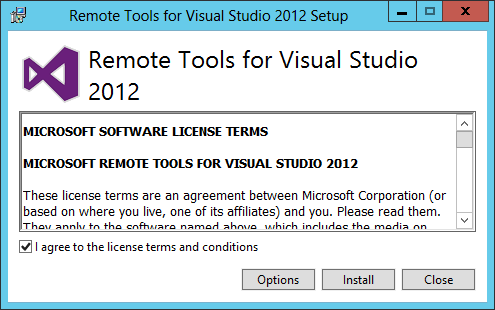 Remote Tools for Visual Studio 2012 Setup
Remote Tools for Visual Studio
2012
MICROSOFT SOFTWARE LICENSE TERMS
MICROSOFT REMOTE TOOLS FOR VISUAL STUDIO 2012
These license terms are an agreement between Microsoft Corporation (or
based on where you live, one of its affiliates) and you. Please read them.
They apply to the software named above, which includes the media on
I agree to the license terms and conditions
Options
Install
Close